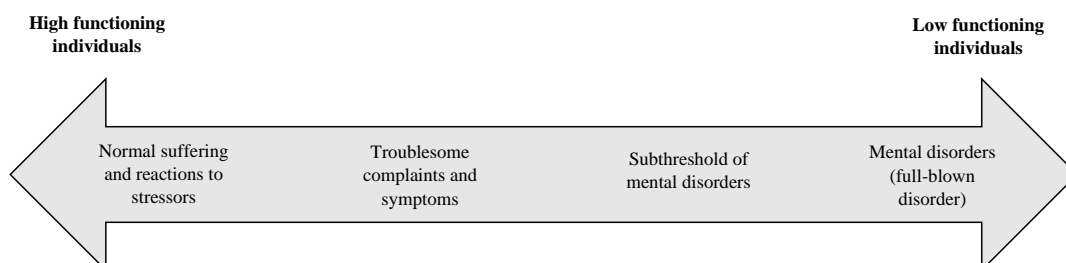 High functioning
individuals
Low functioning
individuals
Normal suffering
and reactions to
stressors
Troublesome
complaints and
symptoms
Subthreshold of
mental disorders
Mental disorders
(full-blown
disorder)